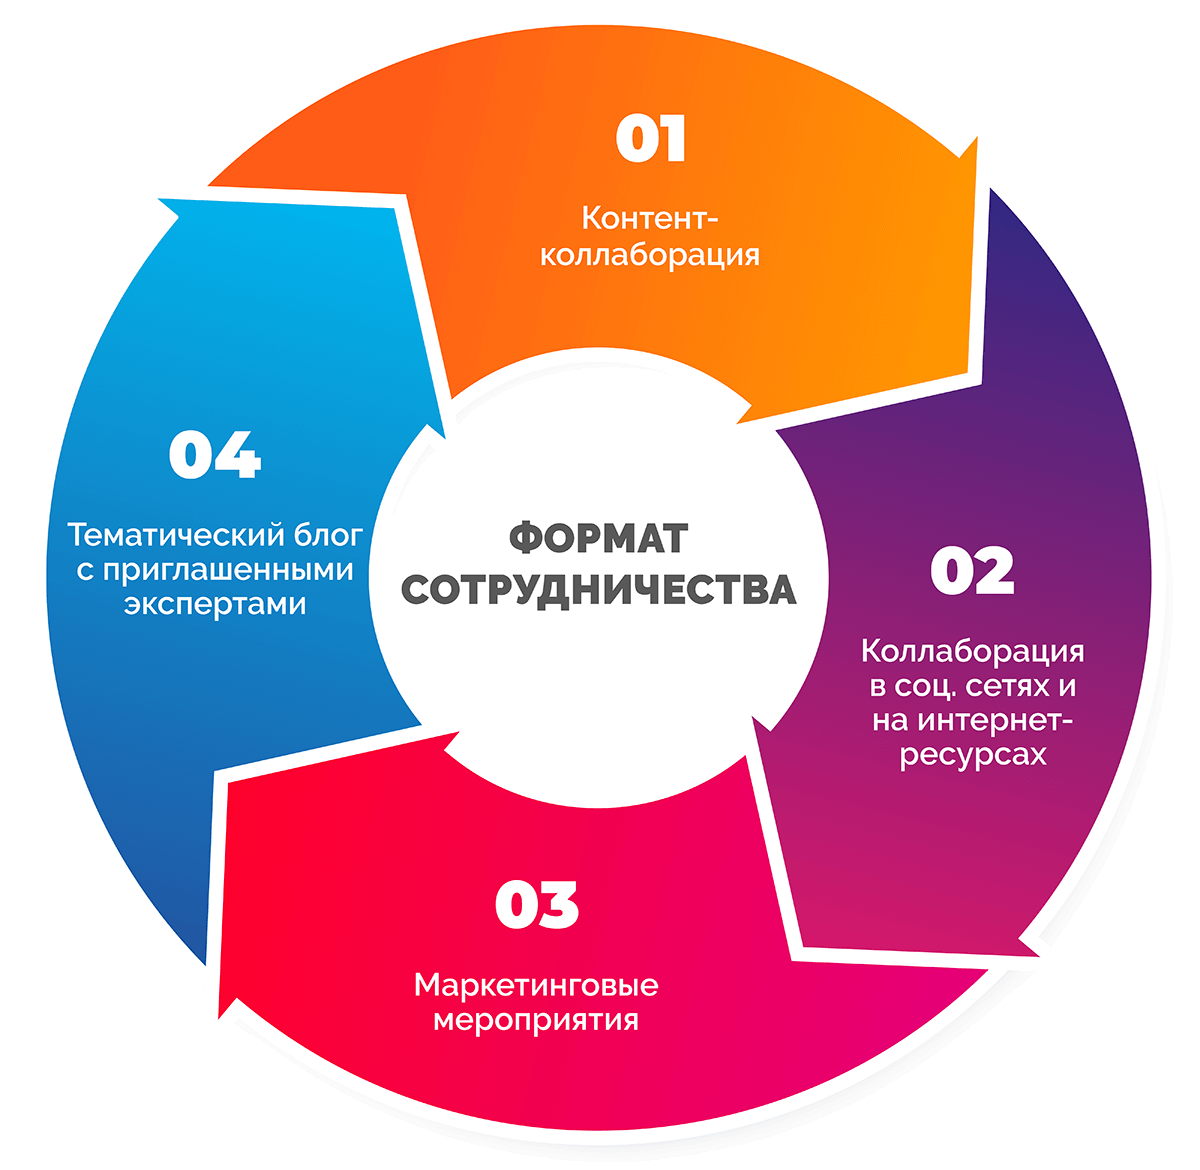 01
Контент-
коллаборация
02
Коллаборация
в соц. сетях и
на интернет-
ресурсах
03
Маркетинговые
мероприятия
04
Тематический блог
с приглашенными
экспертами
ФОРМАТ
СОТРУДНИЧЕСТВА